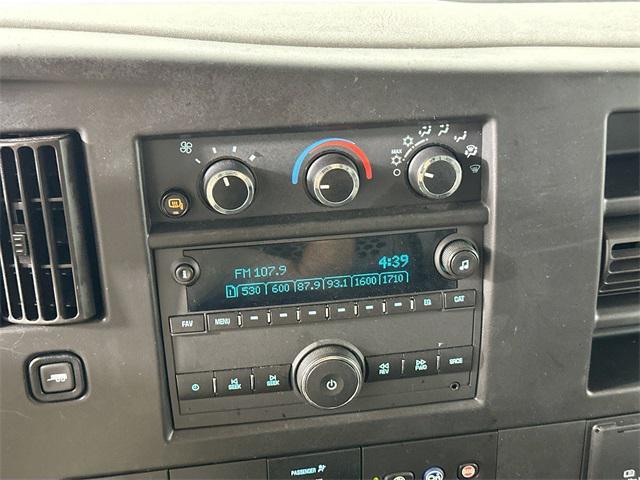 MAX
FM 107.9
4:39
1 530 600 87.9 93.1 1600 1710
FAV MENU EQ CAT
SEEK SEEK REV FWD SRCE
PASSENGER